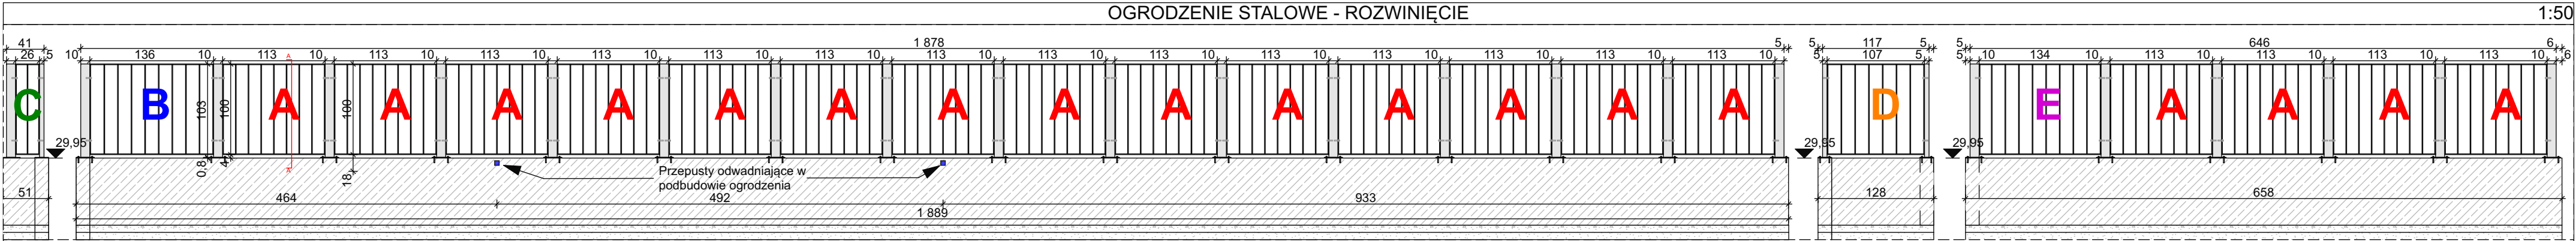 OGRODZENIE STALOWE - ROZWINIĘCIE
1:50
41 1 878 5 5 117 5 5 646 6
26 5 10 136 10 113 10 113 10 113 10 113 10 113 10 113 10 113 10 113 10 113 10 113 10 113 10 113 10 113 10 5 107 5 5 10 134 10 113 10 113 10 113 10 113 10 6
C B A A A A A A A A A A A A A A D E A A A A
103 100 100
A
29,95 29,95 29,95
0,8 4 18
A
Przepusty odwadniające w
podbudowie ogrodzenia
51 464 492 933 128 658
1 889